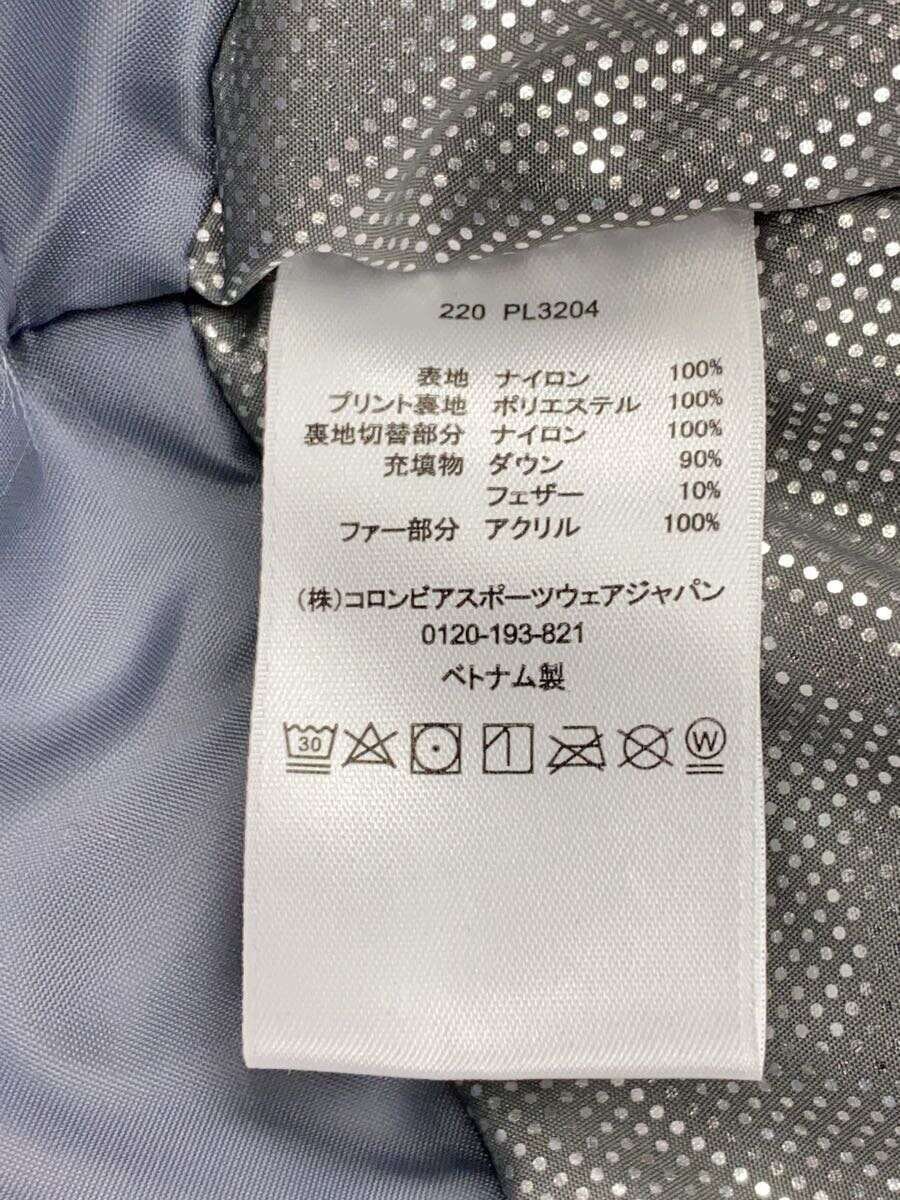 220 PL3204
表地 ナイロン 100%
プリント裏地 ポリエステル 100%
裏地切替部分 ナイロン 100%
充填物 ダウン 90%
フェザー 10%
ファー部分 アクリル 100%
(株)コロンビアスポーツウェアジャパン
0120-193-821
ベトナム製
30 W